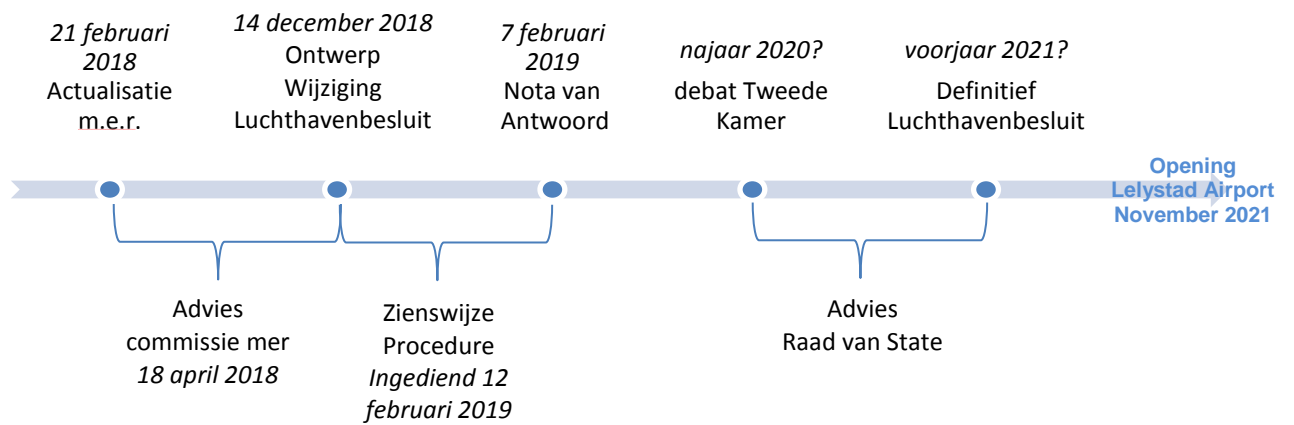 21 februari
2018
Actualisatie
m.e.r.
14 december 2018
Ontwerp
Wijziging
Luchthavenbesluit
7 februari
2019
Nota van
Antwoord
najaar 2020?
debat Tweede
Kamer
voorjaar 2021?
Definitief
Luchthavenbesluit
Opening
Lelystad Airport
November 2021
Advies
commissie mer
18 april 2018
Zienswijze
Procedure
Ingediend 12
februari 2019
Advies
Raad van State